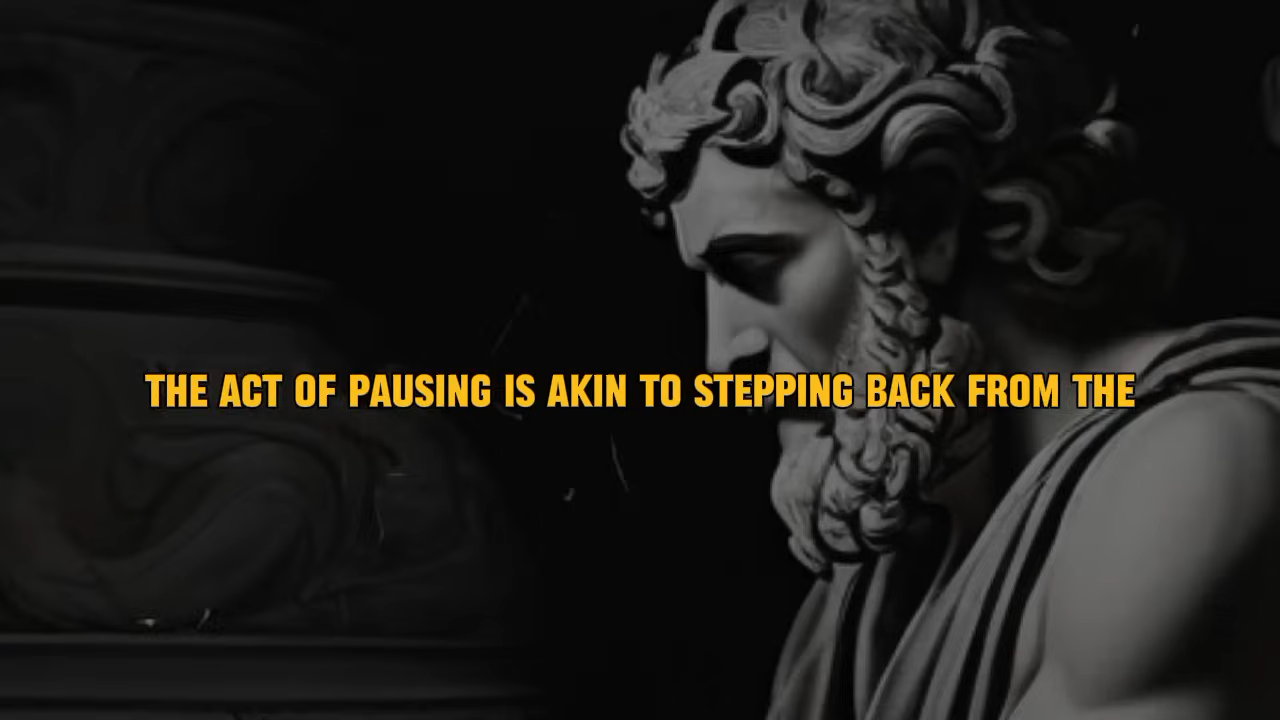 THE ACT OF PAUSING IS AKIN TO STEPPING BACK FROM THE